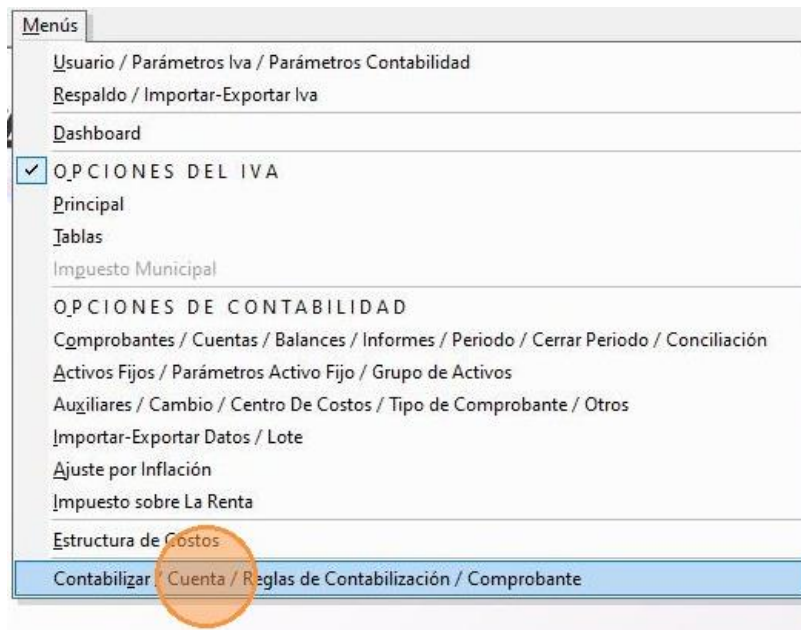 Menús
Usuario / Parámetros Iva / Parámetros Contabilidad
Respaldo / Importar-Exportar Iva
Dashboard
OPCIONES DEL IVA
Principal
Tablas
Impuesto Municipal
OPCIONES DE CONTABILIDAD
Comprobantes / Cuentas / Balances / Informes / Periodo / Cerrar Periodo / Conciliación
Activos Fijos / Parámetros Activo Fijo / Grupo de Activos
Auxiliares / Cambio / Centro De Costos / Tipo de Comprobante / Otros
Importar-Exportar Datos / Lote
Ajuste por Inflación
Impuesto sobre La Renta
Estructura de Costos
Contabilizar / Cuenta / Reglas de Contabilización / Comprobante